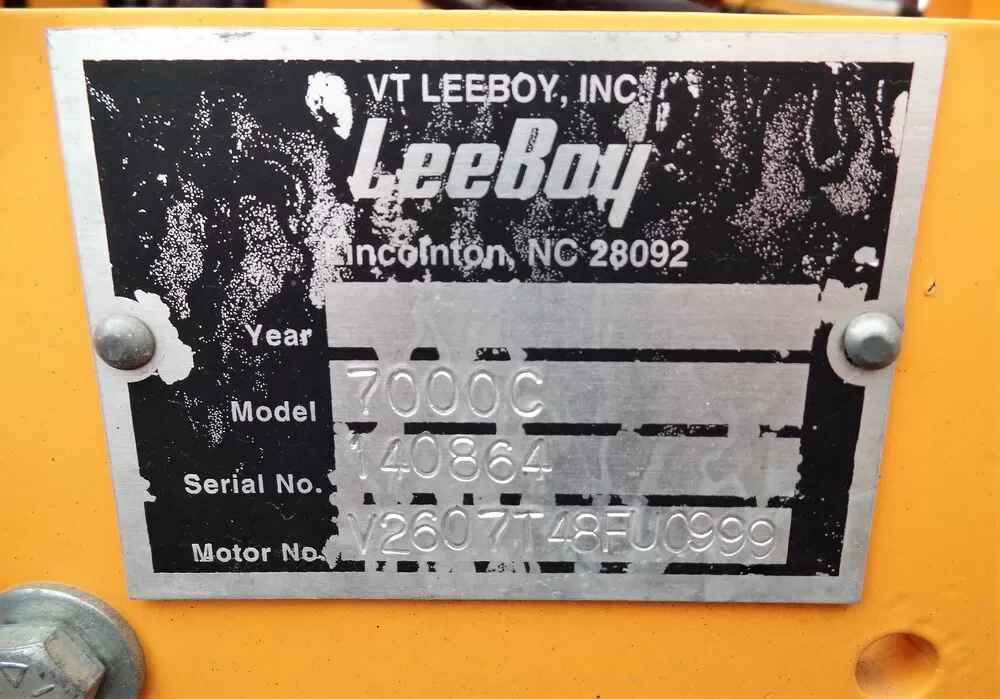 VT LEEBOY, INC
LeeBoy
Lincolnton, NC 28092
Year
Model 7000C
Serial No. 140864
Motor No. V2607T48FU0999